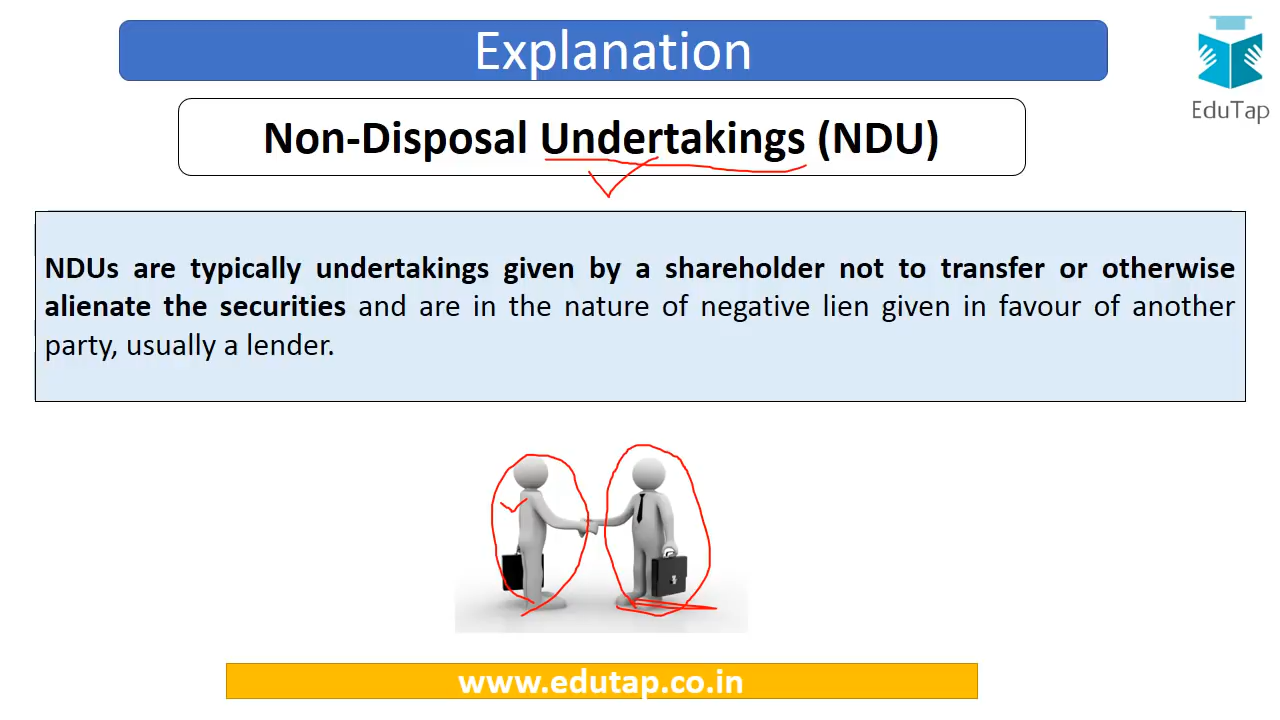 Explanation
EduTap
Non-Disposal Undertakings (NDU)
NDUs are typically undertakings given by a shareholder not to transfer or otherwise
alienate the securities and are in the nature of negative lien given in favour of another
party, usually a lender.
www.edutap.co.in